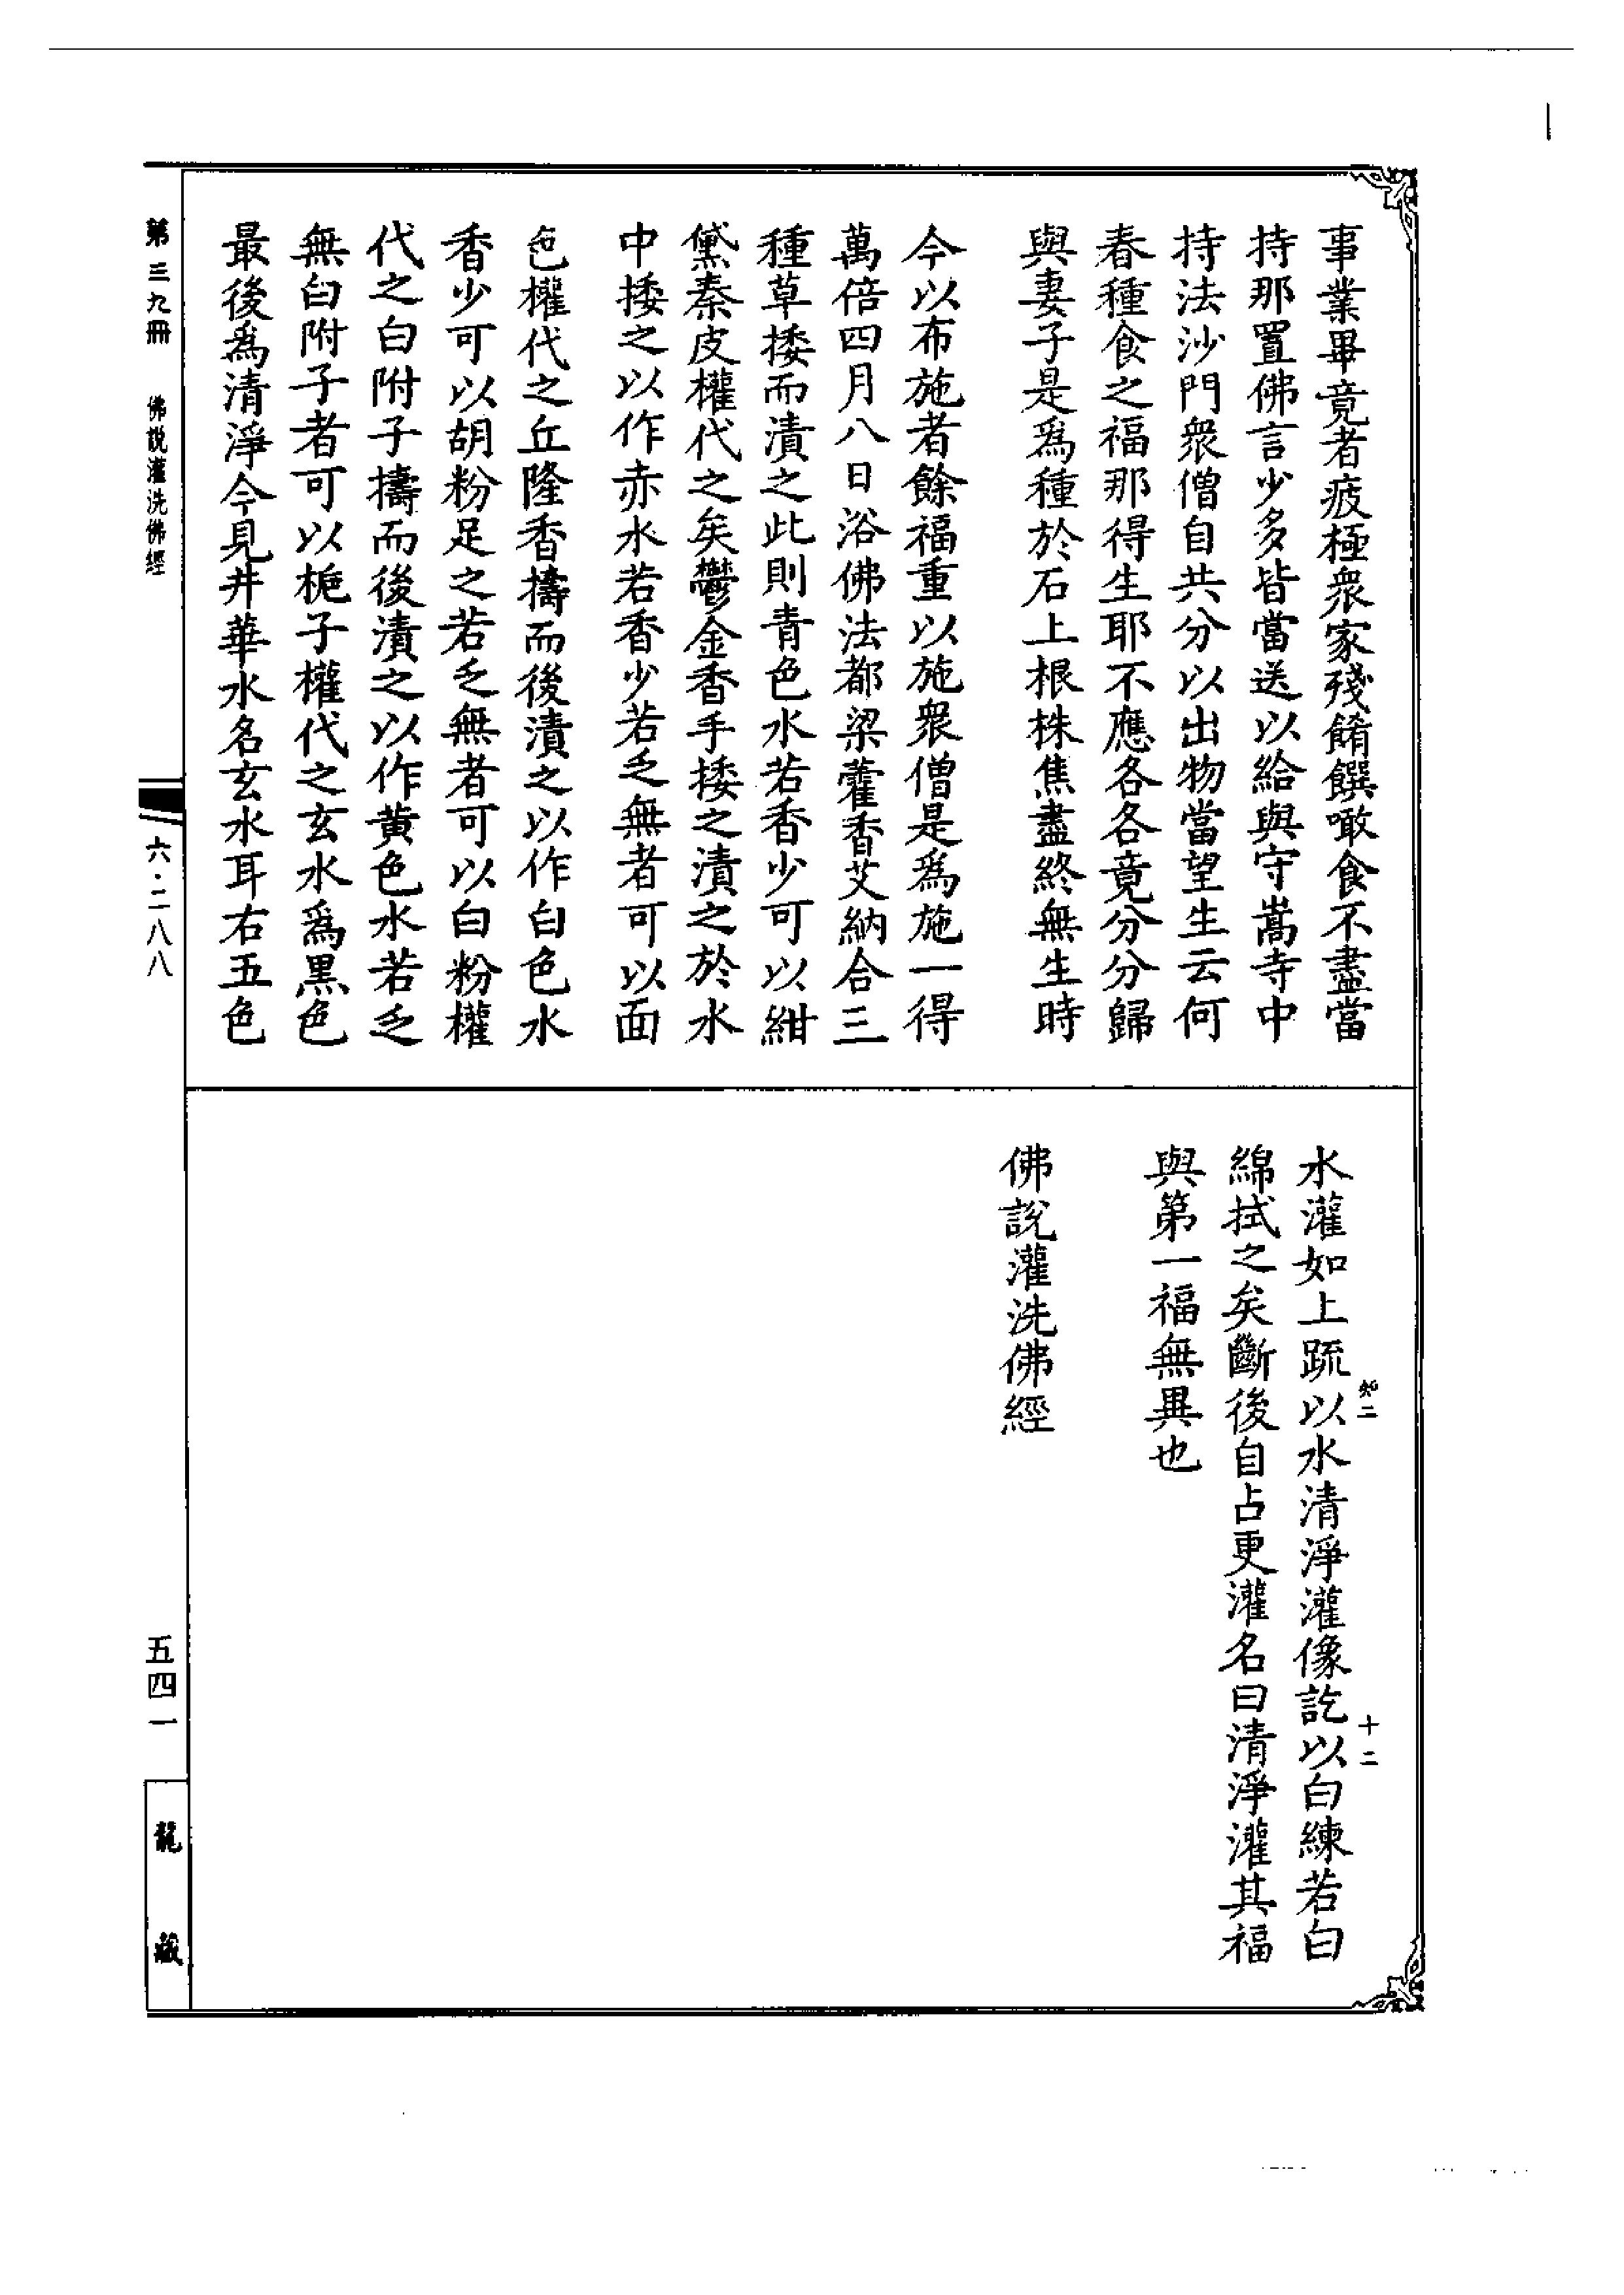 事業畢竟者疲極衆家殘餚饌噉食不盡當
持那置佛言少多皆當送以給與守嵩寺中
持法沙門衆僧自共分以出物當望生云何
春種食之福那得生耶不應各各竟分分歸
與妻子是爲種於石上根株焦盡終無生時
今以布施者餘福重以施衆僧是爲施一得
萬倍四月八日浴佛法都梁藿香艾納合三
種草挼而漬之此則青色水若香少可以紺
黛秦皮權代之矣鬱金香手挼之漬之於水
中挼之以作赤水若香少若乏無者可以面
色權代之丘隆香擣而後漬之以作白色水
香少可以胡粉足之若乏無者可以白粉權
代之白附子擣而後漬之以作黄色水若乏
無白附子者可以梔子權代之玄水爲黑色
最後爲清淨今見井華水名玄水耳右五色
水灌如上疏以水清淨灌像訖以白練若白
綿拭之矣斷後自占更灌名曰清淨灌其福
與第一福無異也
佛說灌洗佛經
知二
十二
第三九冊
佛說灌洗佛經
六·二八八
五四一
龍藏